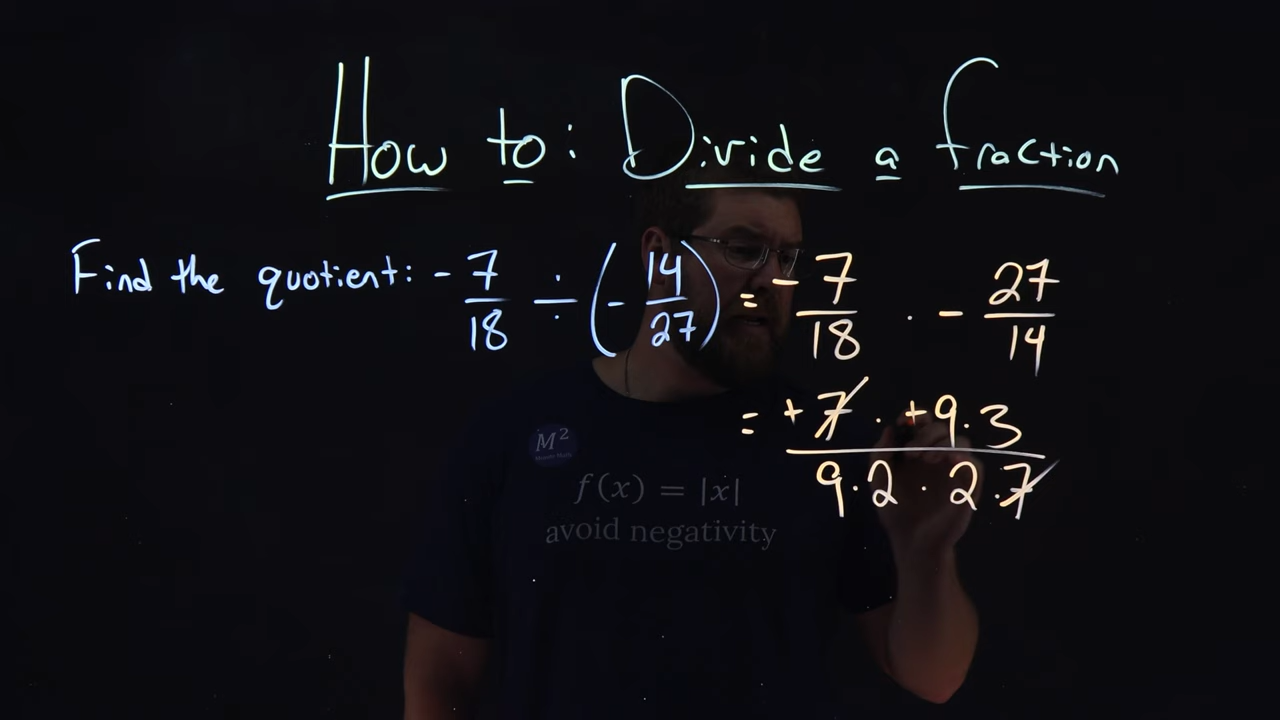 How to: Divide a fraction
Find the quotient: - 7/18 ÷ (- 14/27) = - 7/18 · - 27/14
= +7 · +9·3 / 9·2 · 2·7
M²
f(x) = |x|
avoid negativity